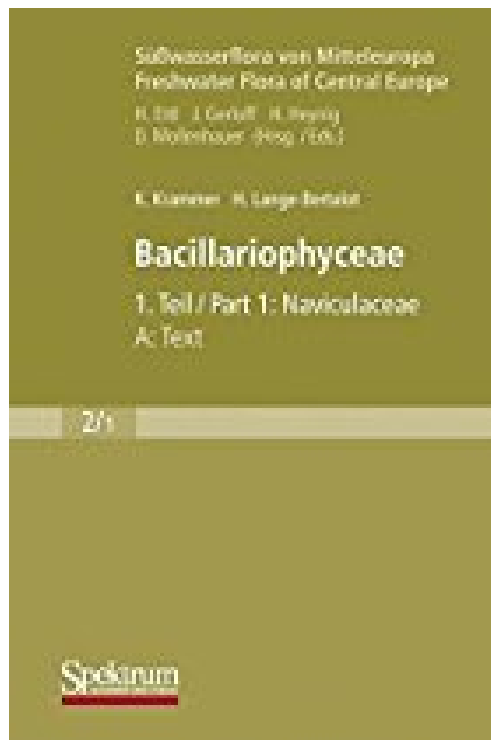 Süßwasserflora von Mitteleuropa
Freshwater Flora of Central Europe
H. Ettl J. Gerloff H. Heynig
D. Mollenhauer (Hrsg./Eds.)
K. Krammer H. Lange-Bertalot
Bacillariophyceae
1. Teil / Part 1: Naviculaceae
A: Text
2/1
Spektrum